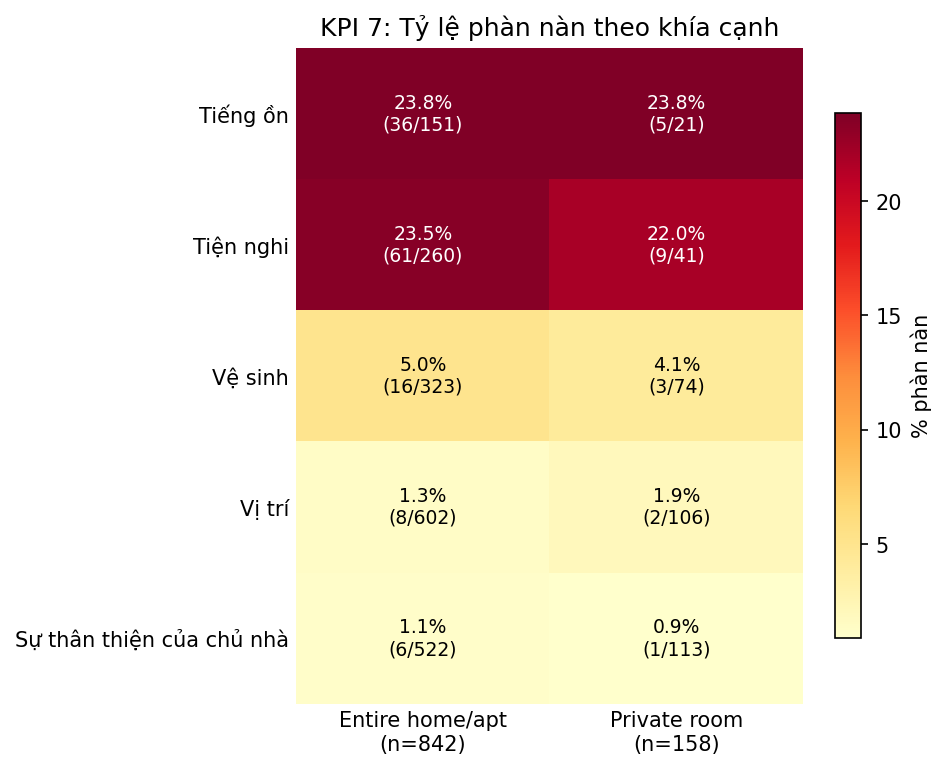 KPI 7: Tỷ lệ phàn nàn theo khía cạnh
Tiếng ồn
23.8%
(36/151)
23.8%
(5/21)
Tiện nghi
23.5%
(61/260)
22.0%
(9/41)
Vệ sinh
5.0%
(16/323)
4.1%
(3/74)
Vị trí
1.3%
(8/602)
1.9%
(2/106)
Sự thân thiện của chủ nhà
1.1%
(6/522)
0.9%
(1/113)
Entire home/apt
(n=842)
Private room
(n=158)
20
15
10
5
% phàn nàn